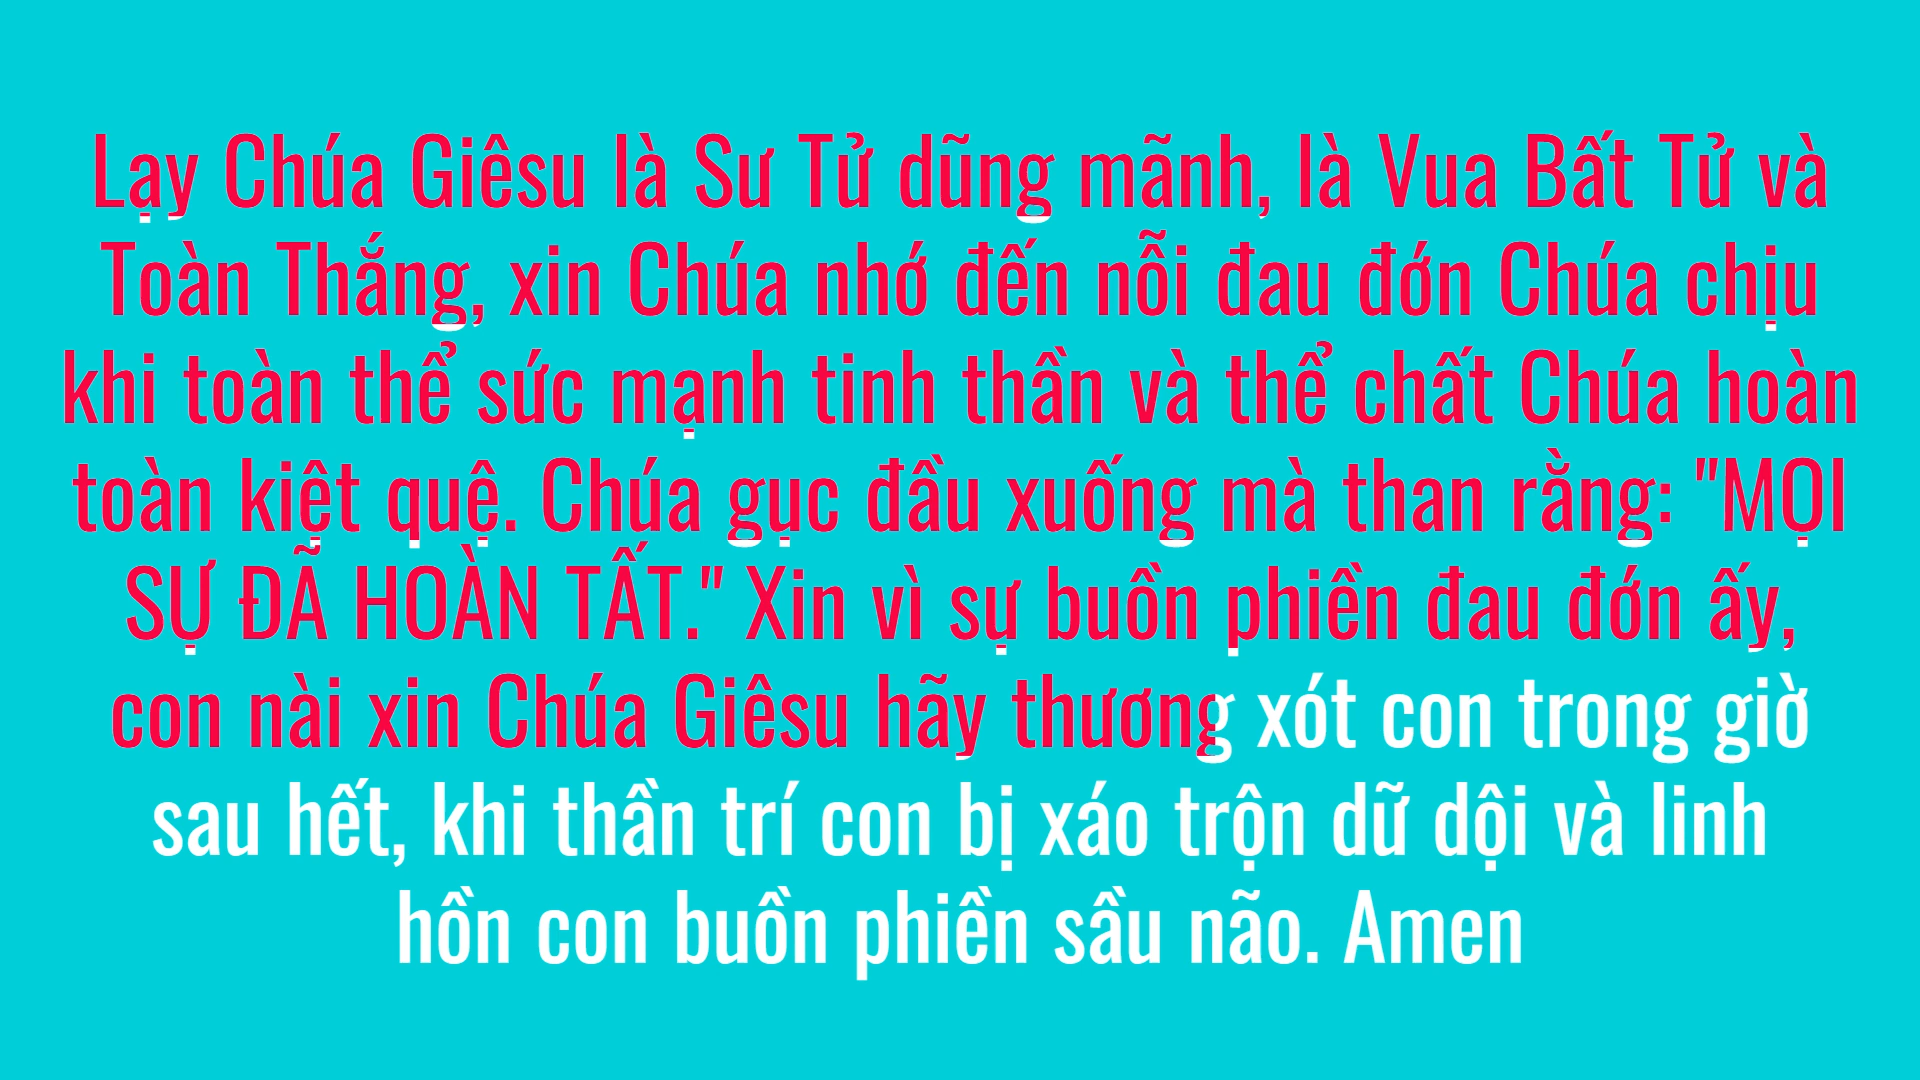 Lạy Chúa Giêsu là Sư Tử dũng mãnh, là Vua Bất Tử và
Toàn Thắng, xin Chúa nhớ đến nỗi đau đớn Chúa chịu
khi toàn thể sức mạnh tinh thần và thể chất Chúa hoàn
toàn kiệt quệ. Chúa gục đầu xuống mà than rằng: "MỌI
SỰ ĐÃ HOÀN TẤT." Xin vì sự buồn phiền đau đớn ấy,
con nài xin Chúa Giêsu hãy thương xót con trong giờ
sau hết, khi thần trí con bị xáo trộn dữ dội và linh
hồn con buồn phiền sầu não. Amen